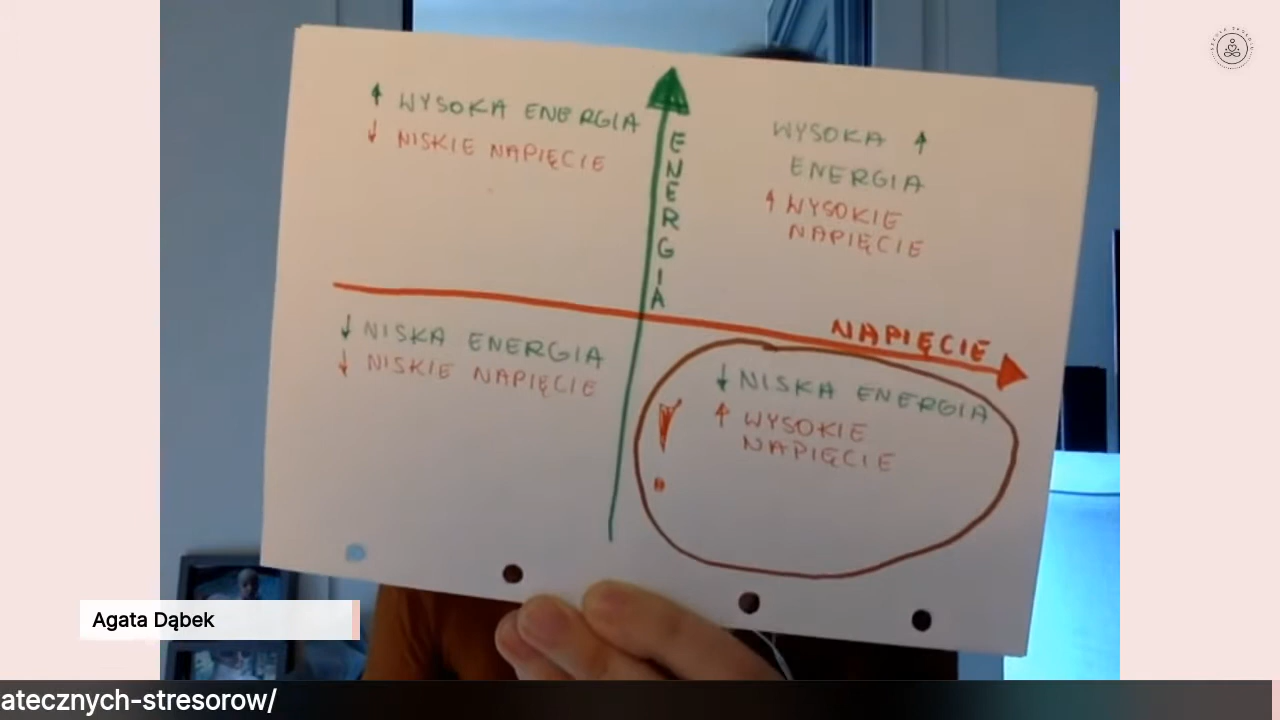 ↑ WYSOKA ENERGIA
↓ NISKIE NAPIĘCIE
ENERGIA
WYSOKA ↑
ENERGIA
↑ WYSOKIE
NAPIĘCIE
NAPIĘCIE
↓ NISKA ENERGIA
↓ NISKIE NAPIĘCIE
!
↓ NISKA ENERGIA
↑ WYSOKIE
NAPIĘCIE
Agata Dąbek
atecznych-stresorow/